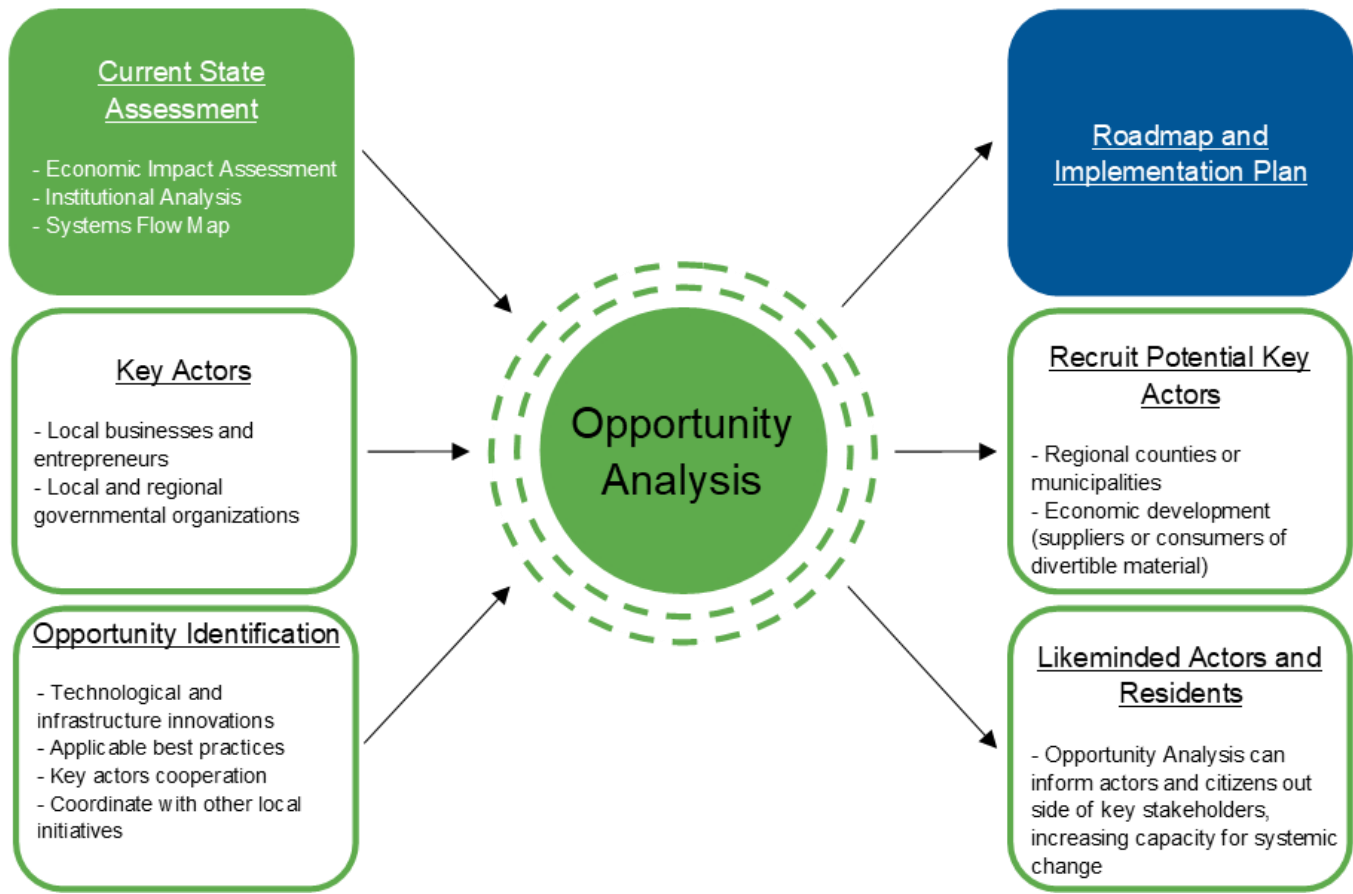 Current State
Assessment
- Economic Impact Assessment
- Institutional Analysis
- Systems Flow Map
Key Actors
- Local businesses and
entrepreneurs
- Local and regional
governmental organizations
Opportunity Identification
- Technological and
infrastructure innovations
- Applicable best practices
- Key actors cooperation
- Coordinate with other local
initiatives
Opportunity
Analysis
Roadmap and
Implementation Plan
Recruit Potential Key
Actors
- Regional counties or
municipalities
- Economic development
(suppliers or consumers of
divertible material)
Likeminded Actors and
Residents
- Opportunity Analysis can
inform actors and citizens out
side of key stakeholders,
increasing capacity for systemic
change